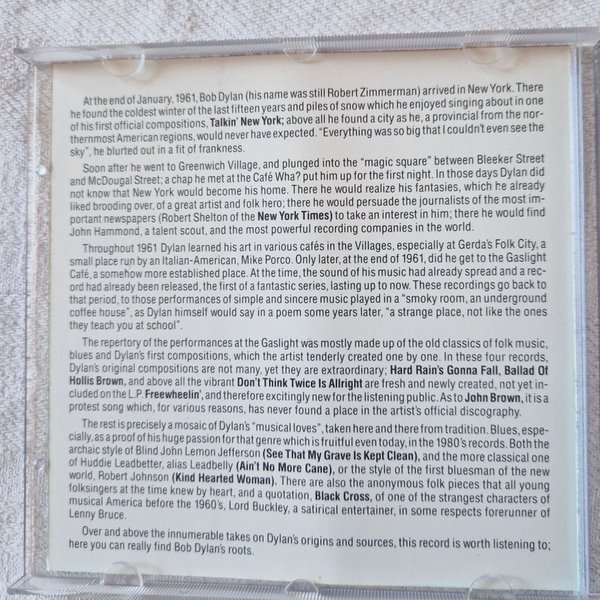 At the end of January, 1961, Bob Dylan (his name was still Robert Zimmerman) arrived in New York. There
he found the coldest winter of the last fifteen years and piles of snow which he enjoyed singing about in one
of his first official compositions, Talkin' New York; above all he found a city as he, a provincial from the nor-
thernmost American regions, would never have expected. "Everything was so big that I couldn't even see the
sky", he blurted out in a fit of frankness.
Soon after he went to Greenwich Village, and plunged into the "magic square" between Bleeker Street
and McDougal Street; a chap he met at the Café Wha? put him up for the first night. In those days Dylan did
not know that New York would become his home. There he would realize his fantasies, which he already
liked brooding over, of a great artist and folk hero; there he would persuade the journalists of the most im-
portant newspapers (Robert Shelton of the New York Times) to take an interest in him; there he would find
John Hammond, a talent scout, and the most powerful recording companies in the world.
Throughout 1961 Dylan learned his art in various cafés in the Villages, especially at Gerda's Folk City, a
small place run by an Italian-American, Mike Porco. Only later, at the end of 1961, did he get to the Gaslight
Café, a somehow more established place. At the time, the sound of his music had already spread and a rec-
ord had already been released, the first of a fantastic series, lasting up to now. These recordings go back to
that period, to those performances of simple and sincere music played in a "smoky room, an underground
coffee house", as Dylan himself would say in a poem some years later, "a strange place, not like the ones
they teach you at school".
The repertory of the performances at the Gaslight was mostly made up of the old classics of folk music,
blues and Dylan's first compositions, which the artist tenderly created one by one. In these four records,
Dylan's original compositions are not many, yet they are extraordinary; Hard Rain's Gonna Fall, Ballad Of
Hollis Brown, and above all the vibrant Don't Think Twice Is Allright are fresh and newly created, not yet in-
cluded on the L.P. Freewheelin', and therefore excitingly new for the listening public. As to John Brown, it is a
protest song which, for various reasons, has never found a place in the artist's official discography.
The rest is precisely a mosaic of Dylan's "musical loves", taken here and there from tradition. Blues, espe-
cially, as a proof of his huge passion for that genre which is fruitful even today, in the 1980's records. Both the
archaic style of Blind John Lemon Jefferson (See That My Grave Is Kept Clean), and the more classical one
of Huddie Leadbetter, alias Leadbelly (Ain't No More Cane), or the style of the first bluesman of the new
world, Robert Johnson (Kind Hearted Woman). There are also the anonymous folk pieces that all young
folksingers at the time knew by heart, and a quotation, Black Cross, of one of the strangest characters of
musical America before the 1960's, Lord Buckley, a satirical entertainer, in some respects forerunner of
Lenny Bruce.
Over and above the innumerable takes on Dylan's origins and sources, this record is worth listening to;
here you can really find Bob Dylan's roots.